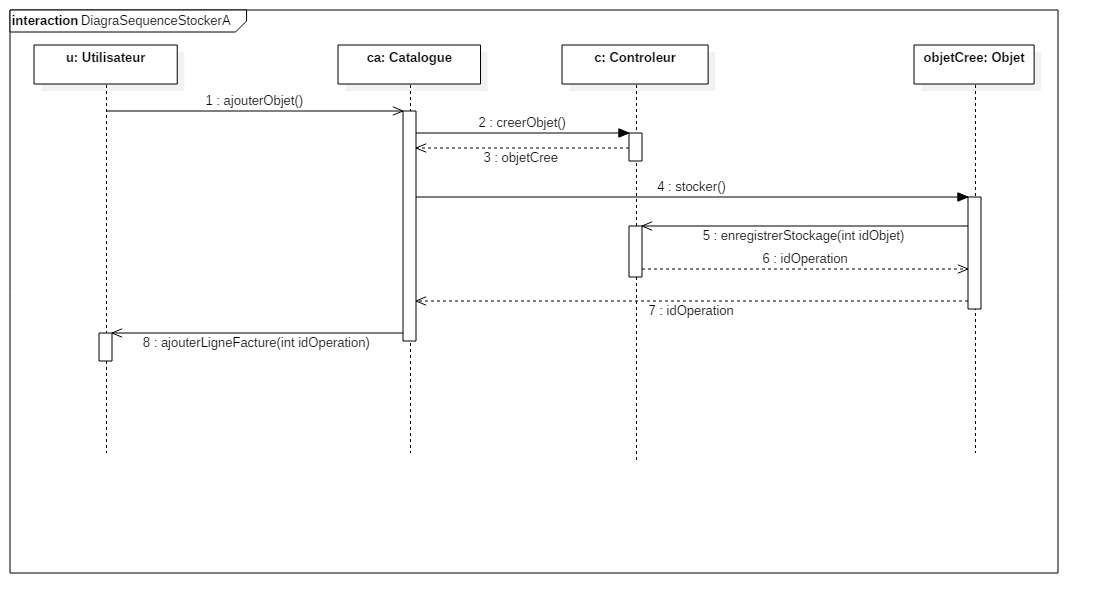 interaction DiagraSequenceStockerA
u: Utilisateur
ca: Catalogue
c: Controleur
objetCree: Objet
1 : ajouterObjet()
2 : creerObjet()
3 : objetCree
4 : stocker()
5 : enregistrerStockage(int idObjet)
6 : idOperation
7 : idOperation
8 : ajouterLigneFacture(int idOperation)